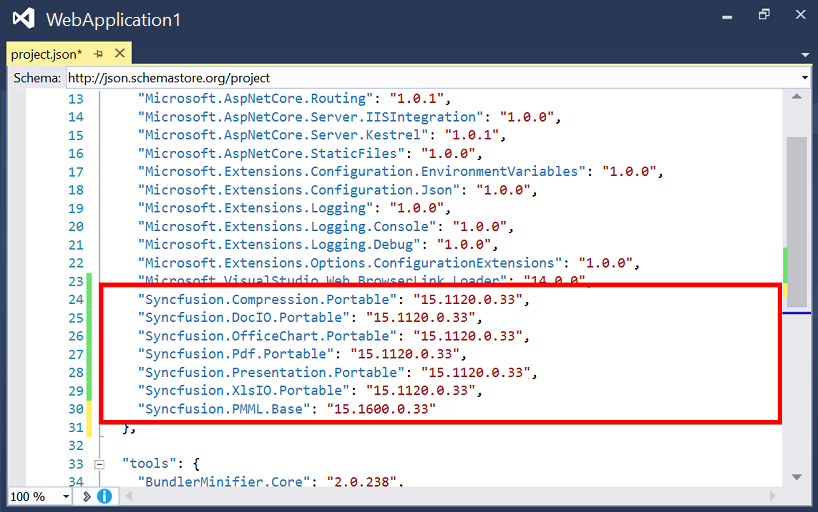 WebApplication1
project.json*
Schema: http://json.schemastore.org/project
13 "Microsoft.AspNetCore.Routing": "1.0.1",
14 "Microsoft.AspNetCore.Server.IISIntegration": "1.0.0",
15 "Microsoft.AspNetCore.Server.Kestrel": "1.0.1",
16 "Microsoft.AspNetCore.StaticFiles": "1.0.0",
17 "Microsoft.Extensions.Configuration.EnvironmentVariables": "1.0.0",
18 "Microsoft.Extensions.Configuration.Json": "1.0.0",
19 "Microsoft.Extensions.Logging": "1.0.0",
20 "Microsoft.Extensions.Logging.Console": "1.0.0",
21 "Microsoft.Extensions.Logging.Debug": "1.0.0",
22 "Microsoft.Extensions.Options.ConfigurationExtensions": "1.0.0",
23 "Microsoft.VisualStudio.Web.BrowserLink.Loader": "14.0.0",
24 "Syncfusion.Compression.Portable": "15.1120.0.33",
25 "Syncfusion.DocIO.Portable": "15.1120.0.33",
26 "Syncfusion.OfficeChart.Portable": "15.1120.0.33",
27 "Syncfusion.Pdf.Portable": "15.1120.0.33",
28 "Syncfusion.Presentation.Portable": "15.1120.0.33",
29 "Syncfusion.XlsIO.Portable": "15.1120.0.33",
30 "Syncfusion.PMML.Base": "15.1600.0.33"
31 },
32
33 "tools": {
34 "BundlerMinifier.Core": "2.0.238",
100 %